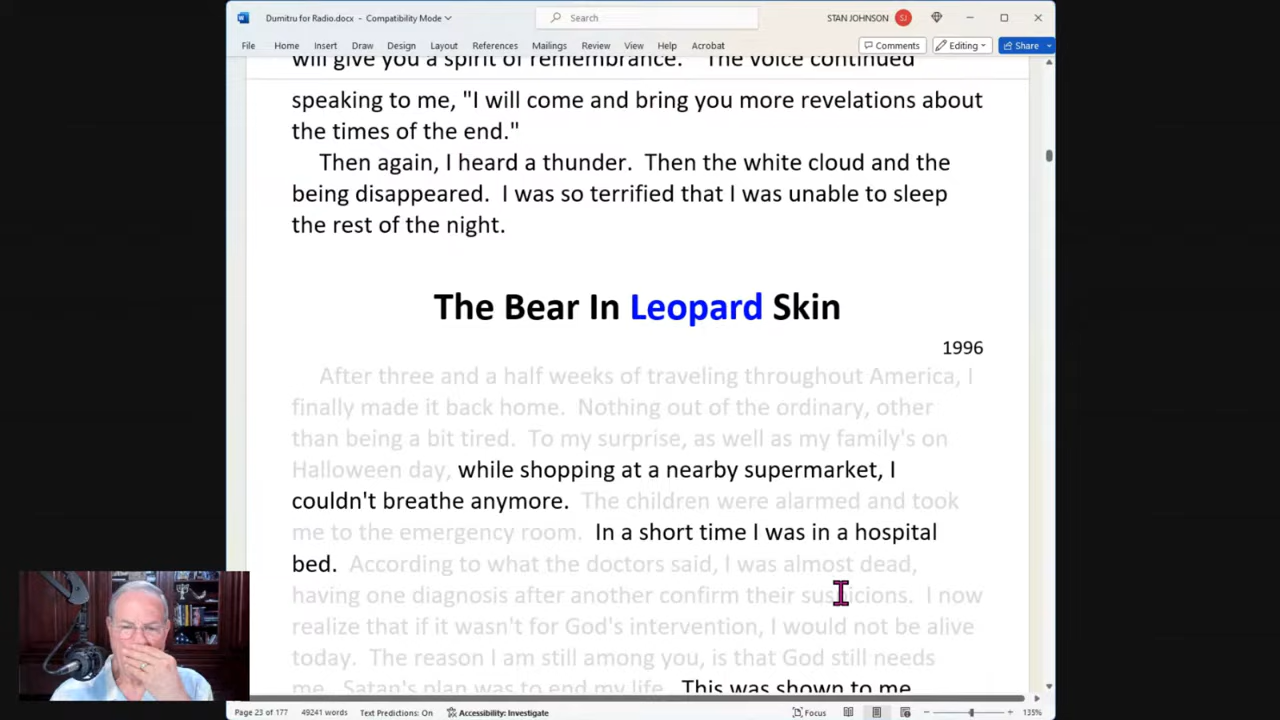 Dumitru for Radio.docx - Compatibility Mode
Search
STAN JOHNSON SJ
File Home Insert Draw Design Layout References Mailings Review View Help Acrobat
Comments Editing Share
will give you a spirit of remembrance." The voice continued
speaking to me, "I will come and bring you more revelations about
the times of the end."
Then again, I heard a thunder. Then the white cloud and the
being disappeared. I was so terrified that I was unable to sleep
the rest of the night.
The Bear In Leopard Skin
1996
After three and a half weeks of traveling throughout America, I
finally made it back home. Nothing out of the ordinary, other
than being a bit tired. To my surprise, as well as my family's on
Halloween day, while shopping at a nearby supermarket, I
couldn't breathe anymore. The children were alarmed and took
me to the emergency room. In a short time I was in a hospital
bed. According to what the doctors said, I was almost dead,
having one diagnosis after another confirm their suspicions. I now
realize that if it wasn't for God's intervention, I would not be alive
today. The reason I am still among you, is that God still needs
me. Satan's plan was to end my life. This was shown to me
Page 23 of 177 49241 words Text Predictions: On Accessibility: Investigate
Focus 135%